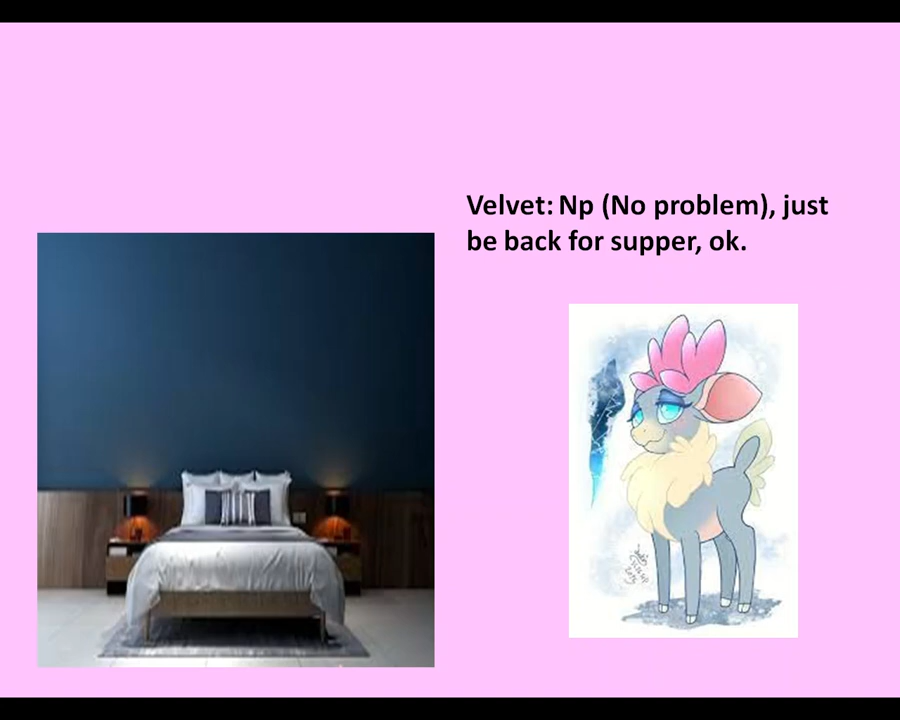 Velvet: Np (No problem), just
be back for supper, ok.